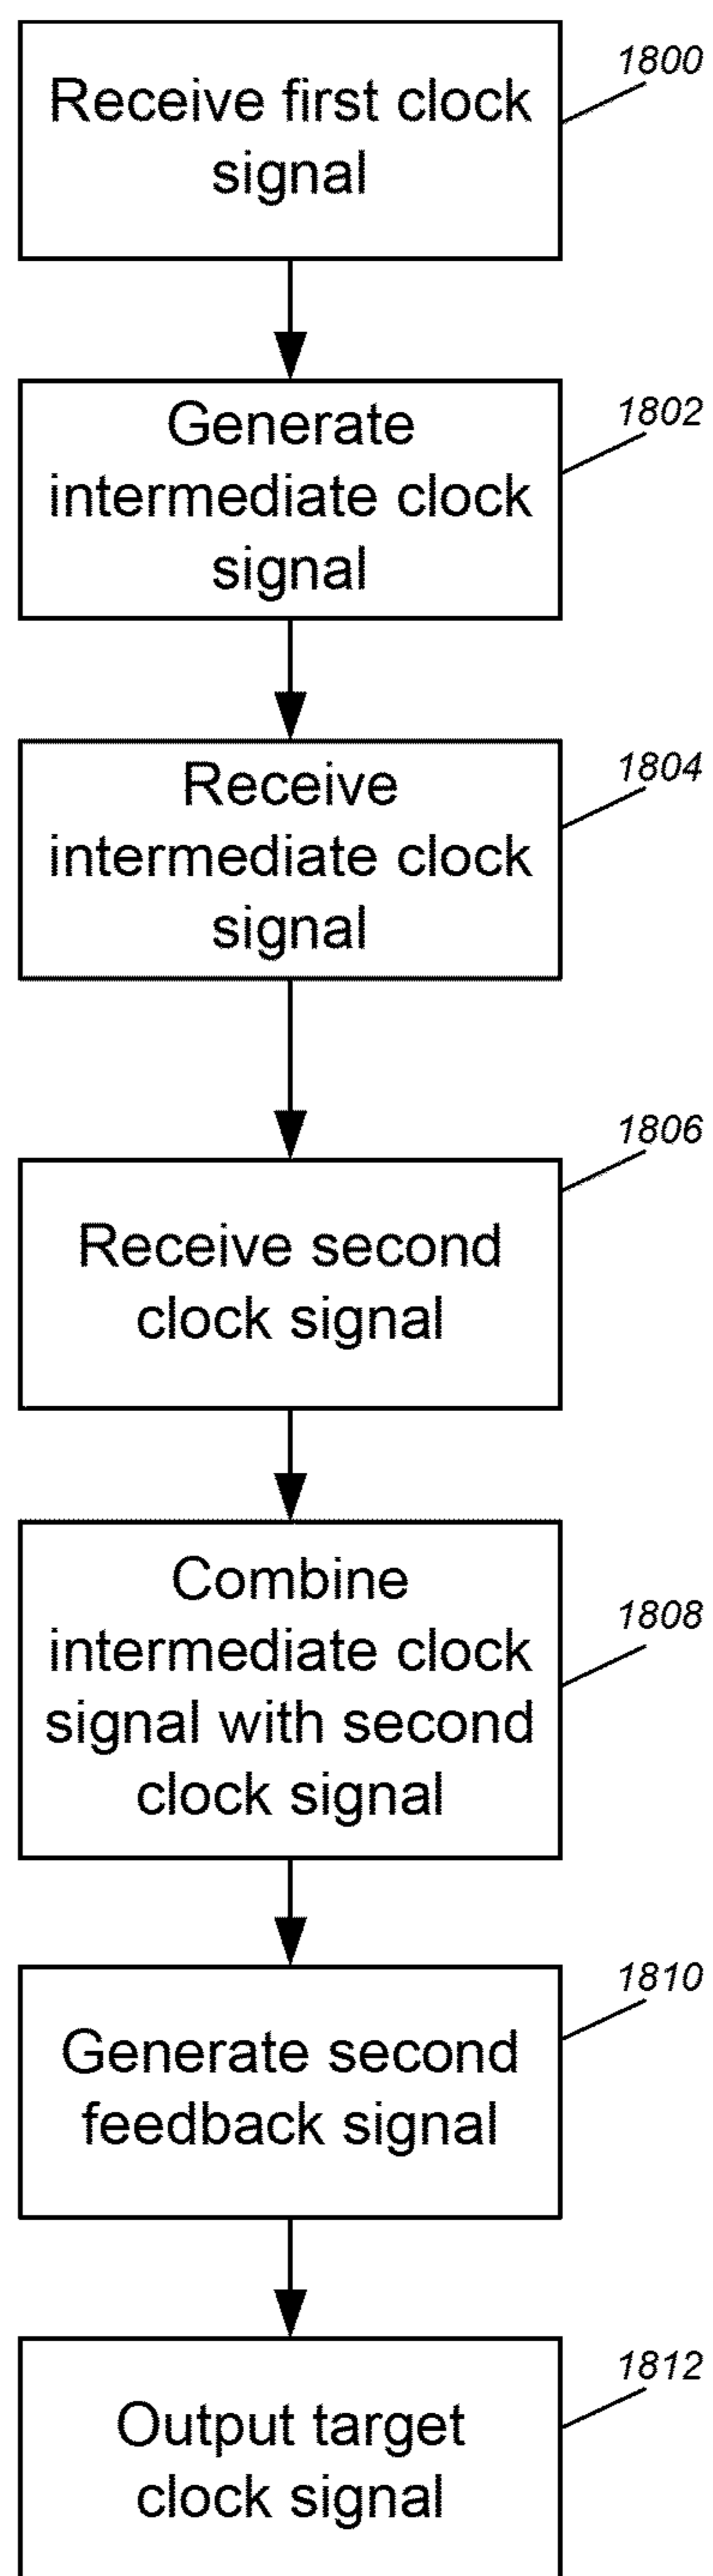 Receive first clock
signal
1800
Generate
intermediate clock
signal
1802
Receive
intermediate clock
signal
1804
Receive second
clock signal
1806
Combine
intermediate clock
signal with second
clock signal
1808
Generate second
feedback signal
1810
Output target
clock signal
1812